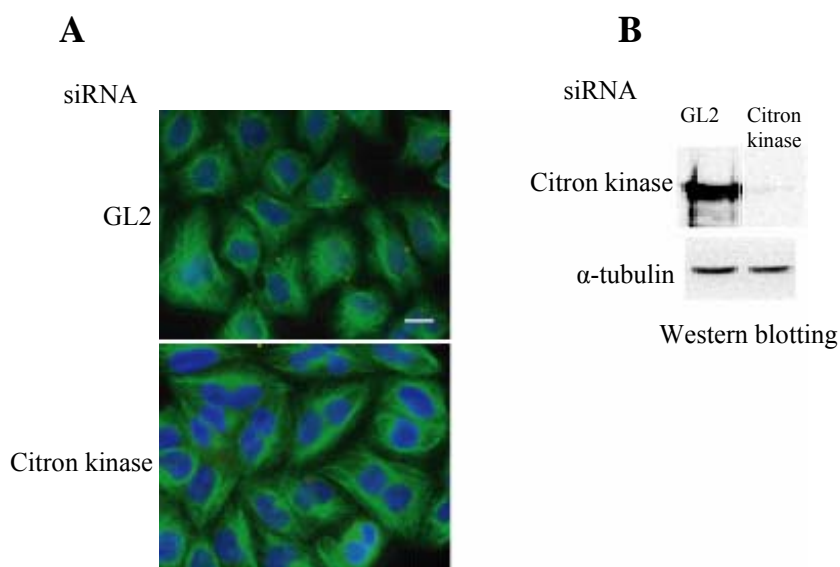 A
B
siRNA
siRNA
GL2
Citron
kinase
Citron kinase
GL2
α-tubulin
Western blotting
Citron kinase